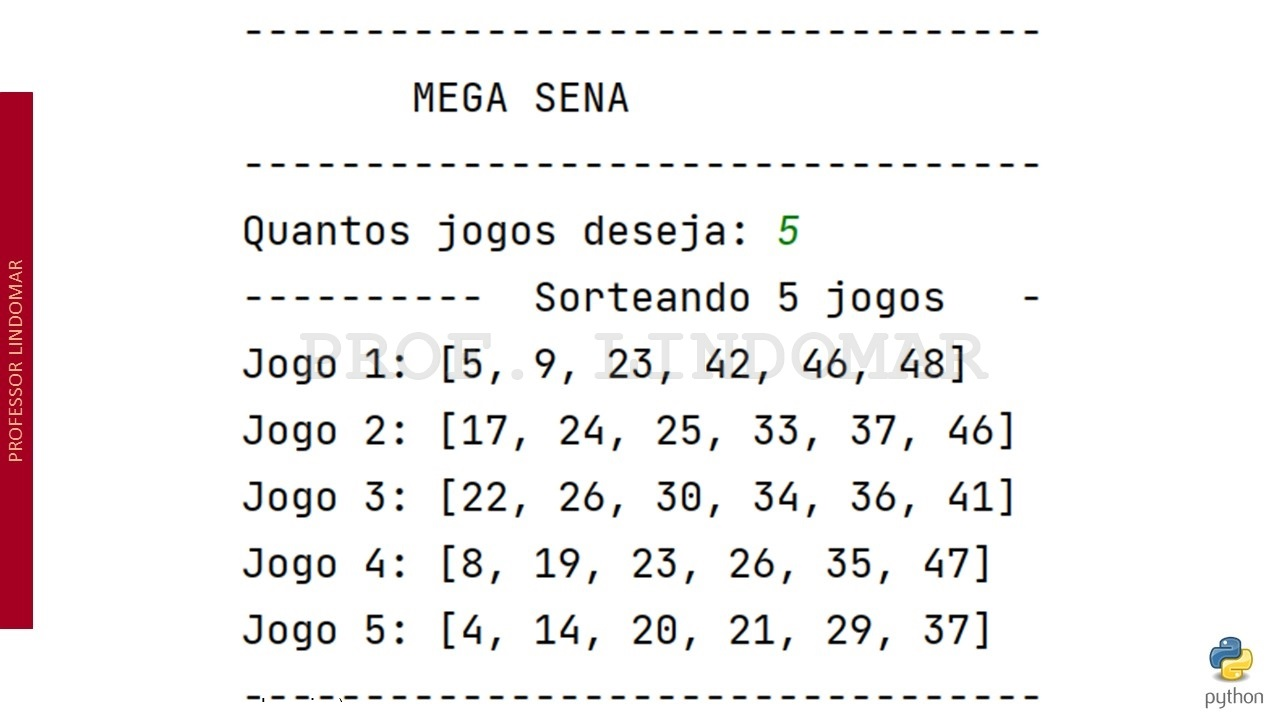 ---------------------------------
MEGA SENA
---------------------------------
Quantos jogos deseja: 5
---------- Sorteando 5 jogos -
PROF. LINDOMAR
Jogo 1: [5, 9, 23, 42, 46, 48]
Jogo 2: [17, 24, 25, 33, 37, 46]
Jogo 3: [22, 26, 30, 34, 36, 41]
Jogo 4: [8, 19, 23, 26, 35, 47]
Jogo 5: [4, 14, 20, 21, 29, 37]
---------------------------------
PROFESSOR LINDOMAR
python